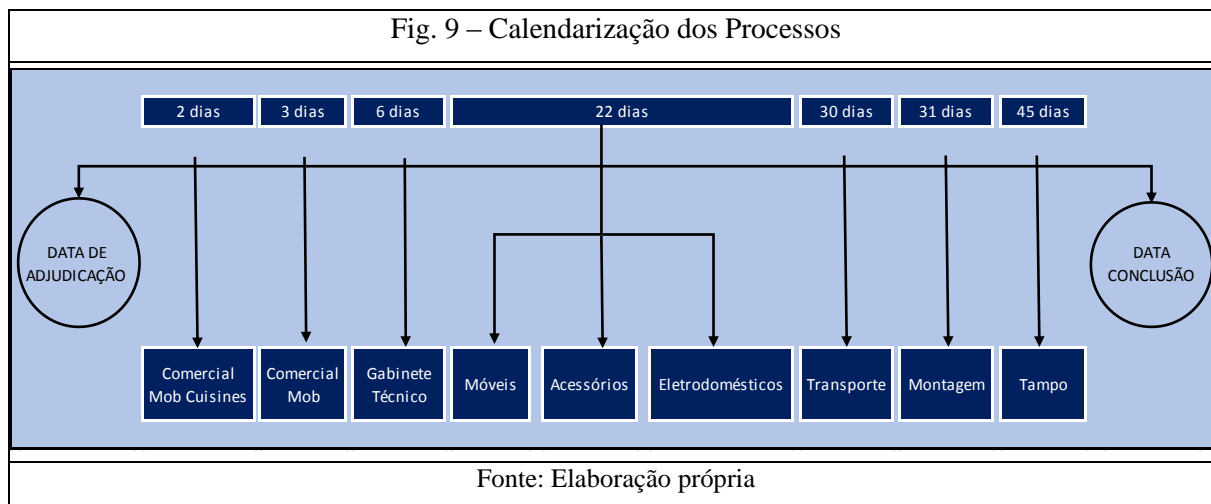 Fig. 9 – Calendarização dos Processos
2 dias
3 dias
6 dias
22 dias
30 dias
31 dias
45 dias
DATA DE
ADJUDICAÇÃO
DATA
CONCLUSÃO
Comercial
Mob Cuisines
Comercial
Mob
Gabinete
Técnico
Móveis
Acessórios
Eletrodomésticos
Transporte
Montagem
Tampo
Fonte: Elaboração própria